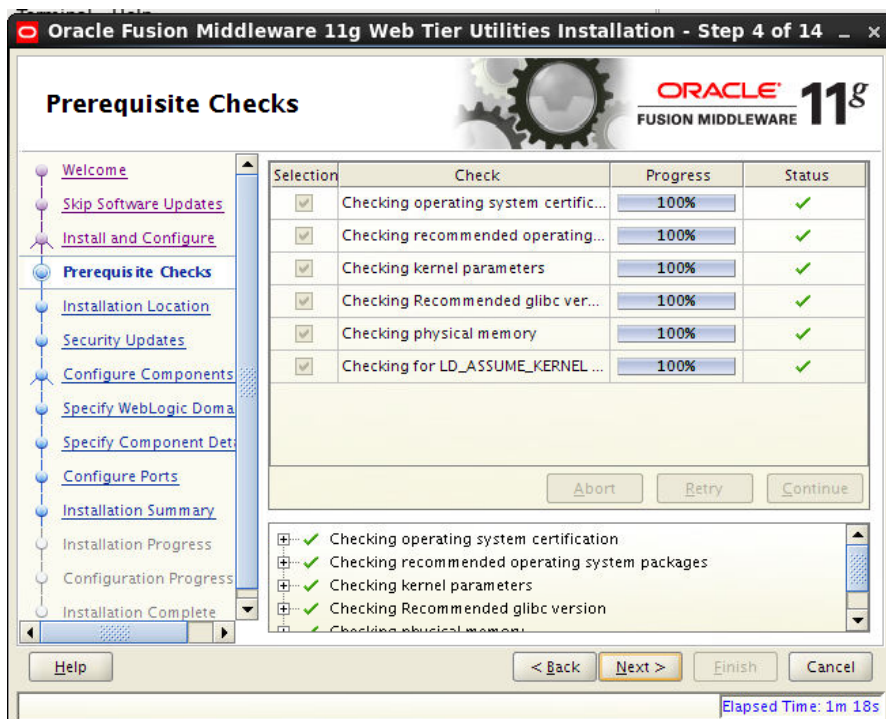 Oracle Fusion Middleware 11g Web Tier Utilities Installation - Step 4 of 14
Prerequisite Checks
ORACLE
FUSION MIDDLEWARE
11g
Welcome
Skip Software Updates
Install and Configure
Prerequisite Checks
Installation Location
Security Updates
Configure Components
Specify WebLogic Doma
Specify Component Deta
Configure Ports
Installation Summary
Installation Progress
Configuration Progress
Installation Complete
Selection Check Progress Status
Checking operating system certific... 100%
Checking recommended operating... 100%
Checking kernel parameters 100%
Checking Recommended glibc ver... 100%
Checking physical memory 100%
Checking for LD_ASSUME_KERNEL ... 100%
Abort Retry Continue
Checking operating system certification
Checking recommended operating system packages
Checking kernel parameters
Checking Recommended glibc version
Checking physical memory
Help < Back Next > Finish Cancel
Elapsed Time: 1m 18s